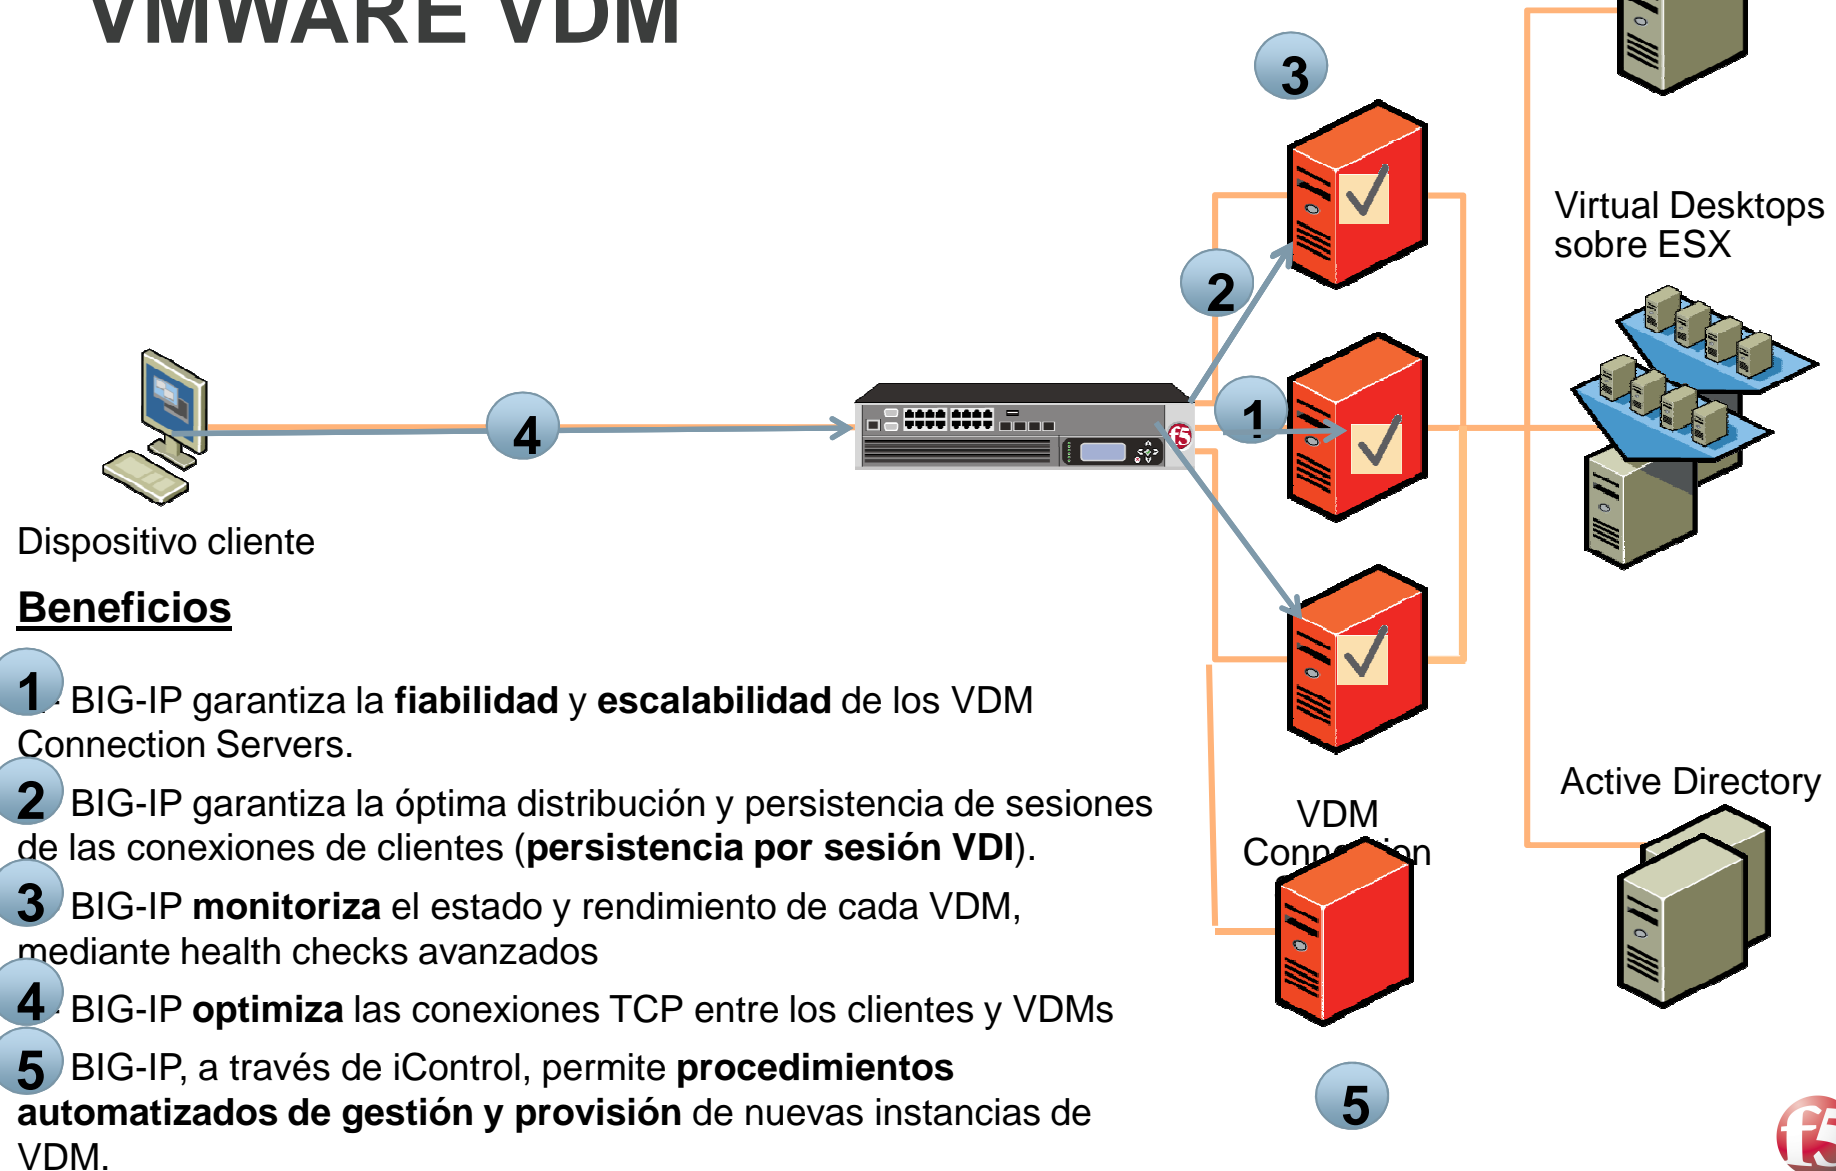 VMWARE VDM
3
Virtual Desktops
sobre ESX
2
1
4
f5
Dispositivo cliente
Beneficios
1 - BIG-IP garantiza la fiabilidad y escalabilidad de los VDM
Connection Servers.
2 BIG-IP garantiza la óptima distribución y persistencia de sesiones
de las conexiones de clientes (persistencia por sesión VDI).
3 BIG-IP monitoriza el estado y rendimiento de cada VDM,
mediante health checks avanzados
4 - BIG-IP optimiza las conexiones TCP entre los clientes y VDMs
5 BIG-IP, a través de iControl, permite procedimientos
automatizados de gestión y provisión de nuevas instancias de
VDM.
VDM
Connection
Active Directory
5
f5